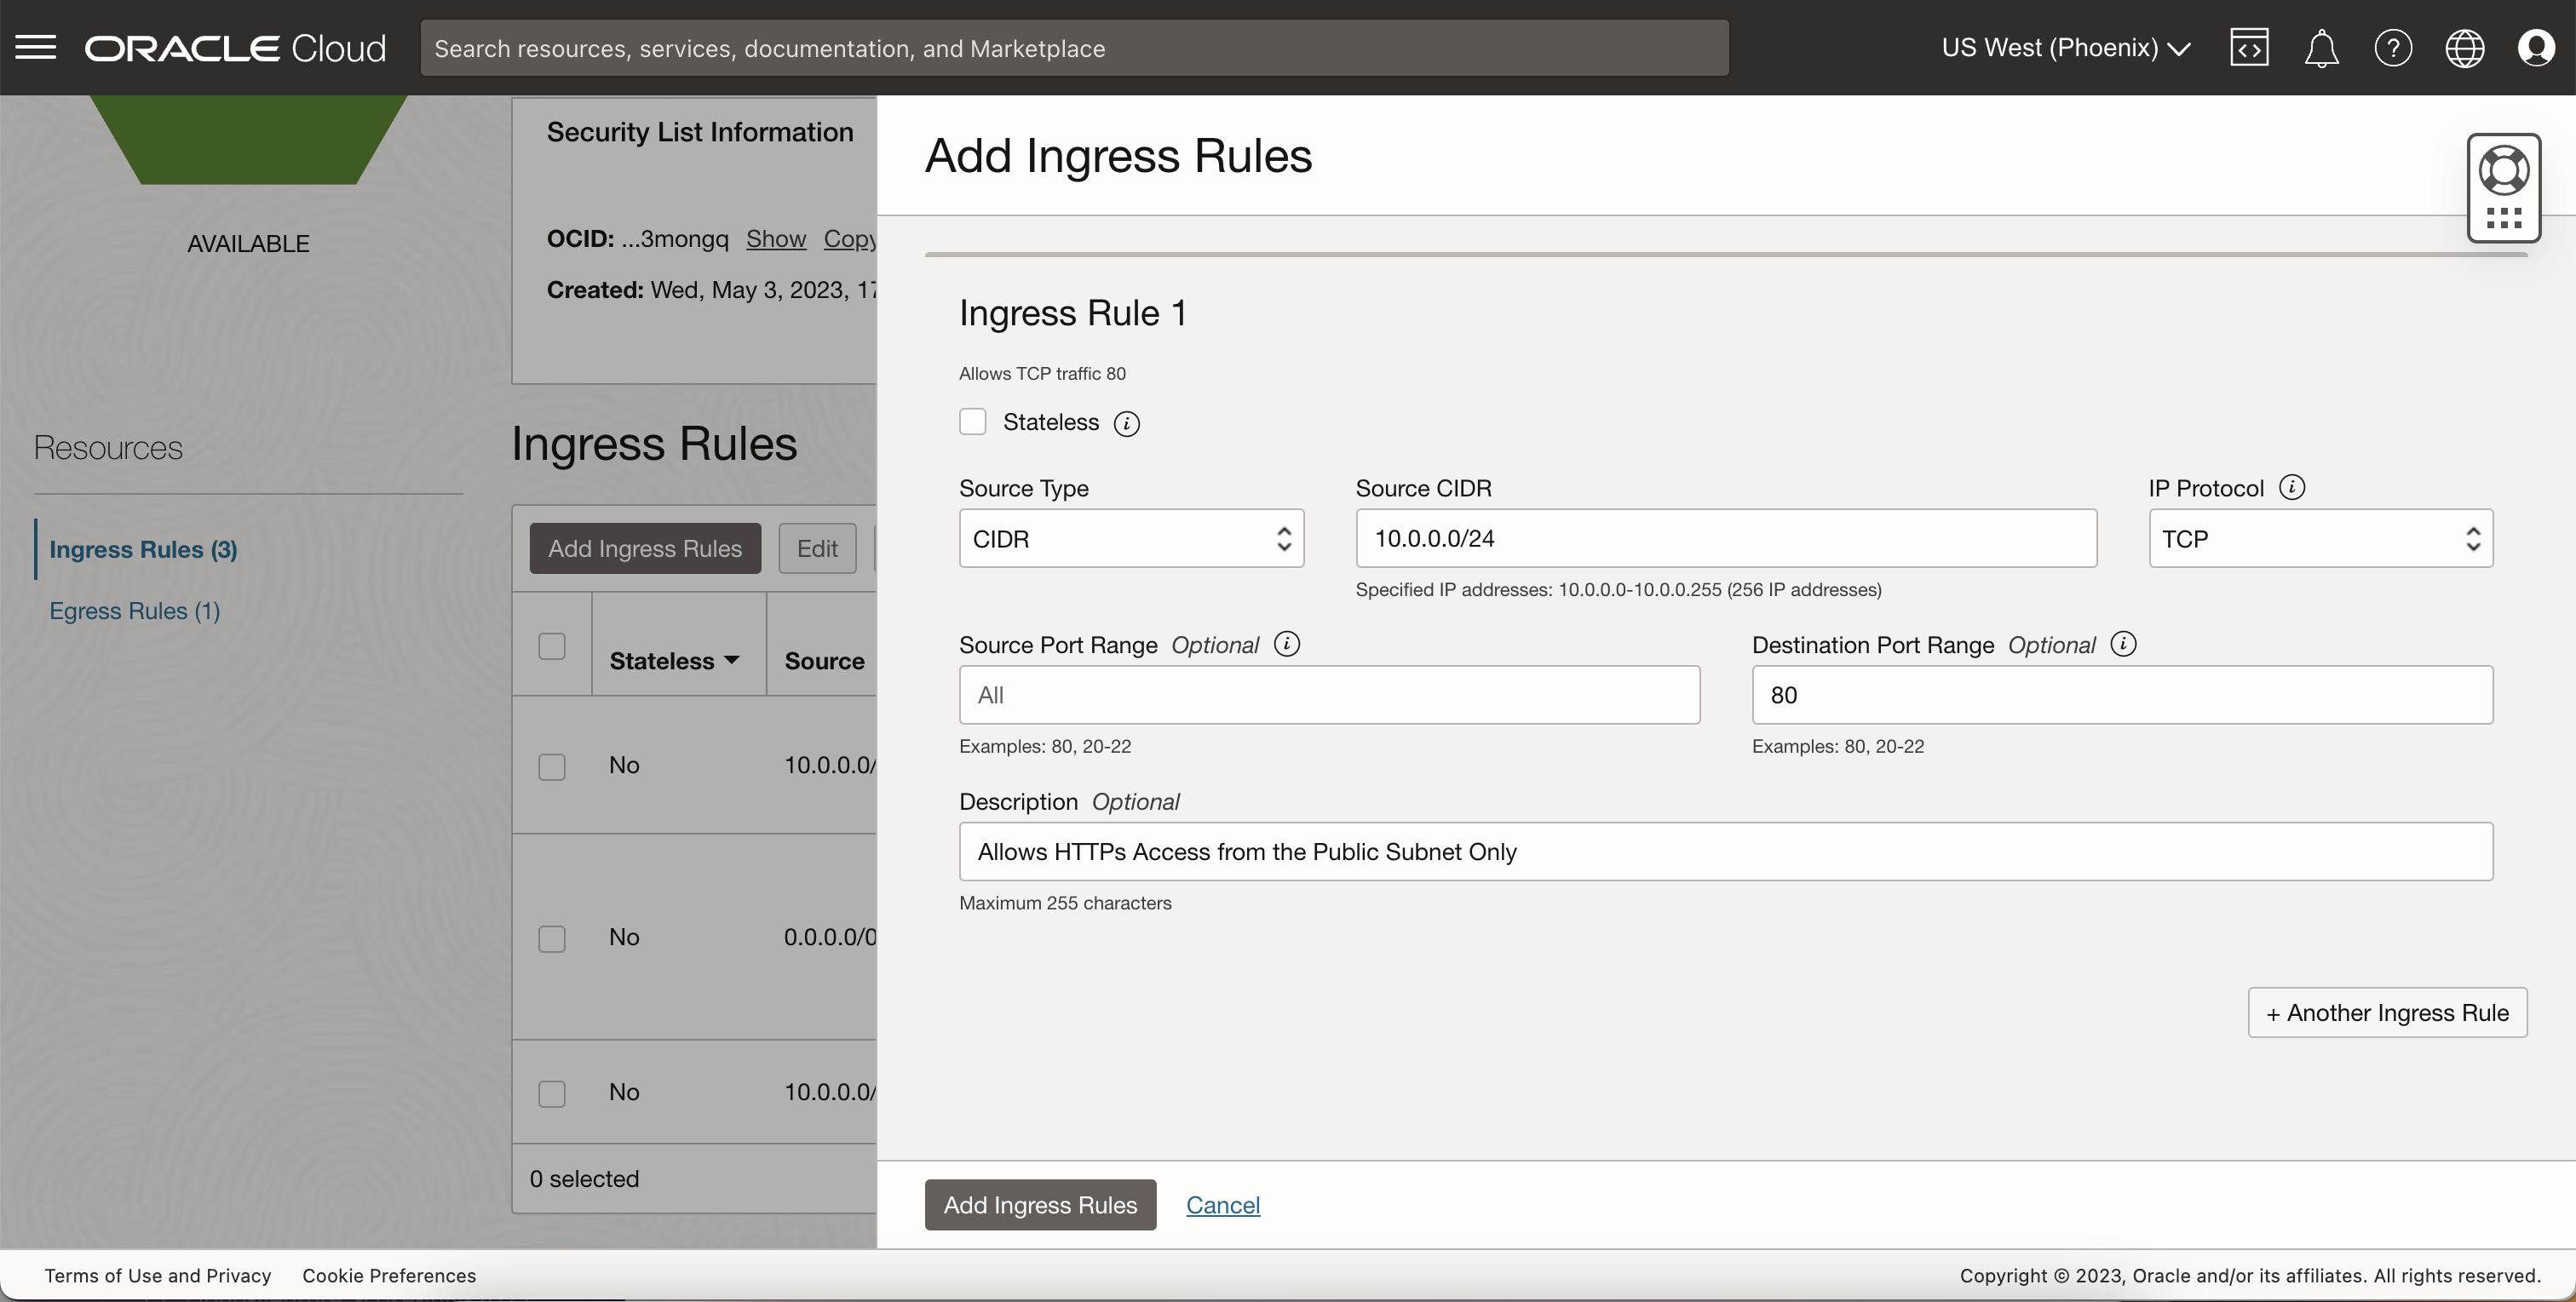 ORACLE Cloud
Search resources, services, documentation, and Marketplace
US West (Phoenix)
AVAILABLE
Resources
Ingress Rules (3)
Egress Rules (1)
Security List Information
OCID: ...3mongq Show Copy
Created: Wed, May 3, 2023, 17
Ingress Rules
Add Ingress Rules Edit
Stateless Source
No 10.0.0.0/
No 0.0.0.0/0
No 10.0.0.0/
0 selected
Add Ingress Rules
Ingress Rule 1
Allows TCP traffic 80
Stateless
Source Type
CIDR
Source CIDR
10.0.0.0/24
Specified IP addresses: 10.0.0.0-10.0.0.255 (256 IP addresses)
IP Protocol
TCP
Source Port Range Optional
All
Examples: 80, 20-22
Destination Port Range Optional
80
Examples: 80, 20-22
Description Optional
Allows HTTPs Access from the Public Subnet Only
Maximum 255 characters
+ Another Ingress Rule
Add Ingress Rules Cancel
Terms of Use and Privacy Cookie Preferences
Copyright © 2023, Oracle and/or its affiliates. All rights reserved.